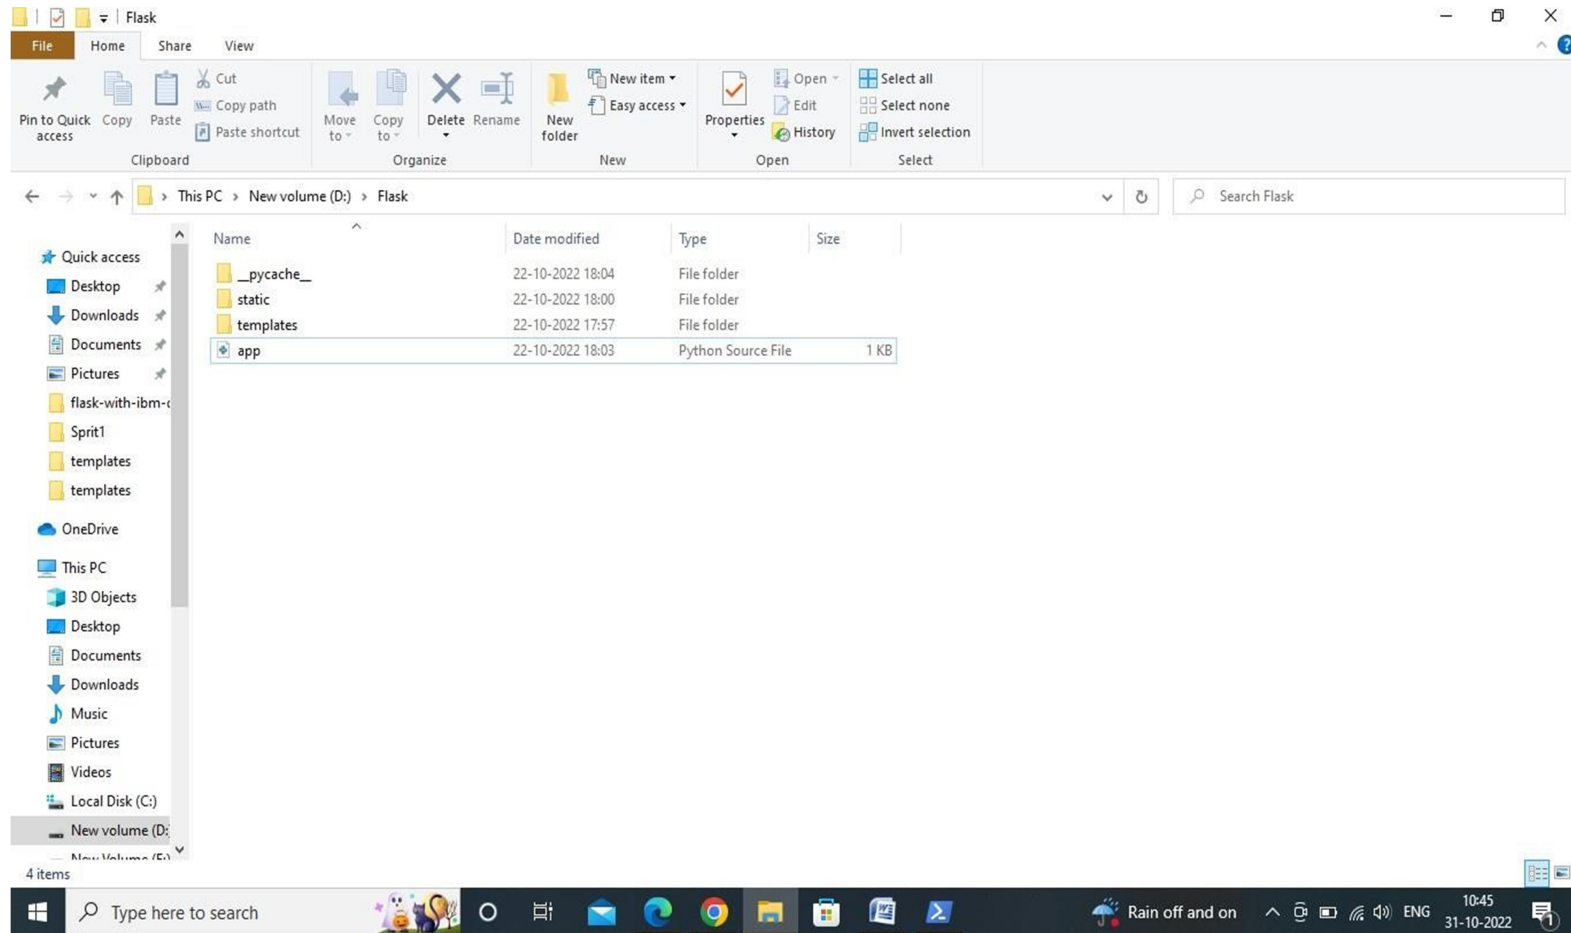 Flask
File Home Share View
Pin to Quick access
Copy
Paste
Cut
Copy path
Paste shortcut
Clipboard
Move to
Copy to
Delete
Rename
Organize
New folder
New item
Easy access
New
Properties
Open
Edit
History
Open
Select all
Select none
Invert selection
Select
This PC › New volume (D:) › Flask
Search Flask
Name Date modified Type Size
__pycache__ 22-10-2022 18:04 File folder
static 22-10-2022 18:00 File folder
templates 22-10-2022 17:57 File folder
app 22-10-2022 18:03 Python Source File 1 KB
Quick access
Desktop
Downloads
Documents
Pictures
flask-with-ibm-c
Sprit1
templates
templates
OneDrive
This PC
3D Objects
Desktop
Documents
Downloads
Music
Pictures
Videos
Local Disk (C:)
New volume (D:)
4 items
Type here to search
Rain off and on
ENG
10:45
31-10-2022
1